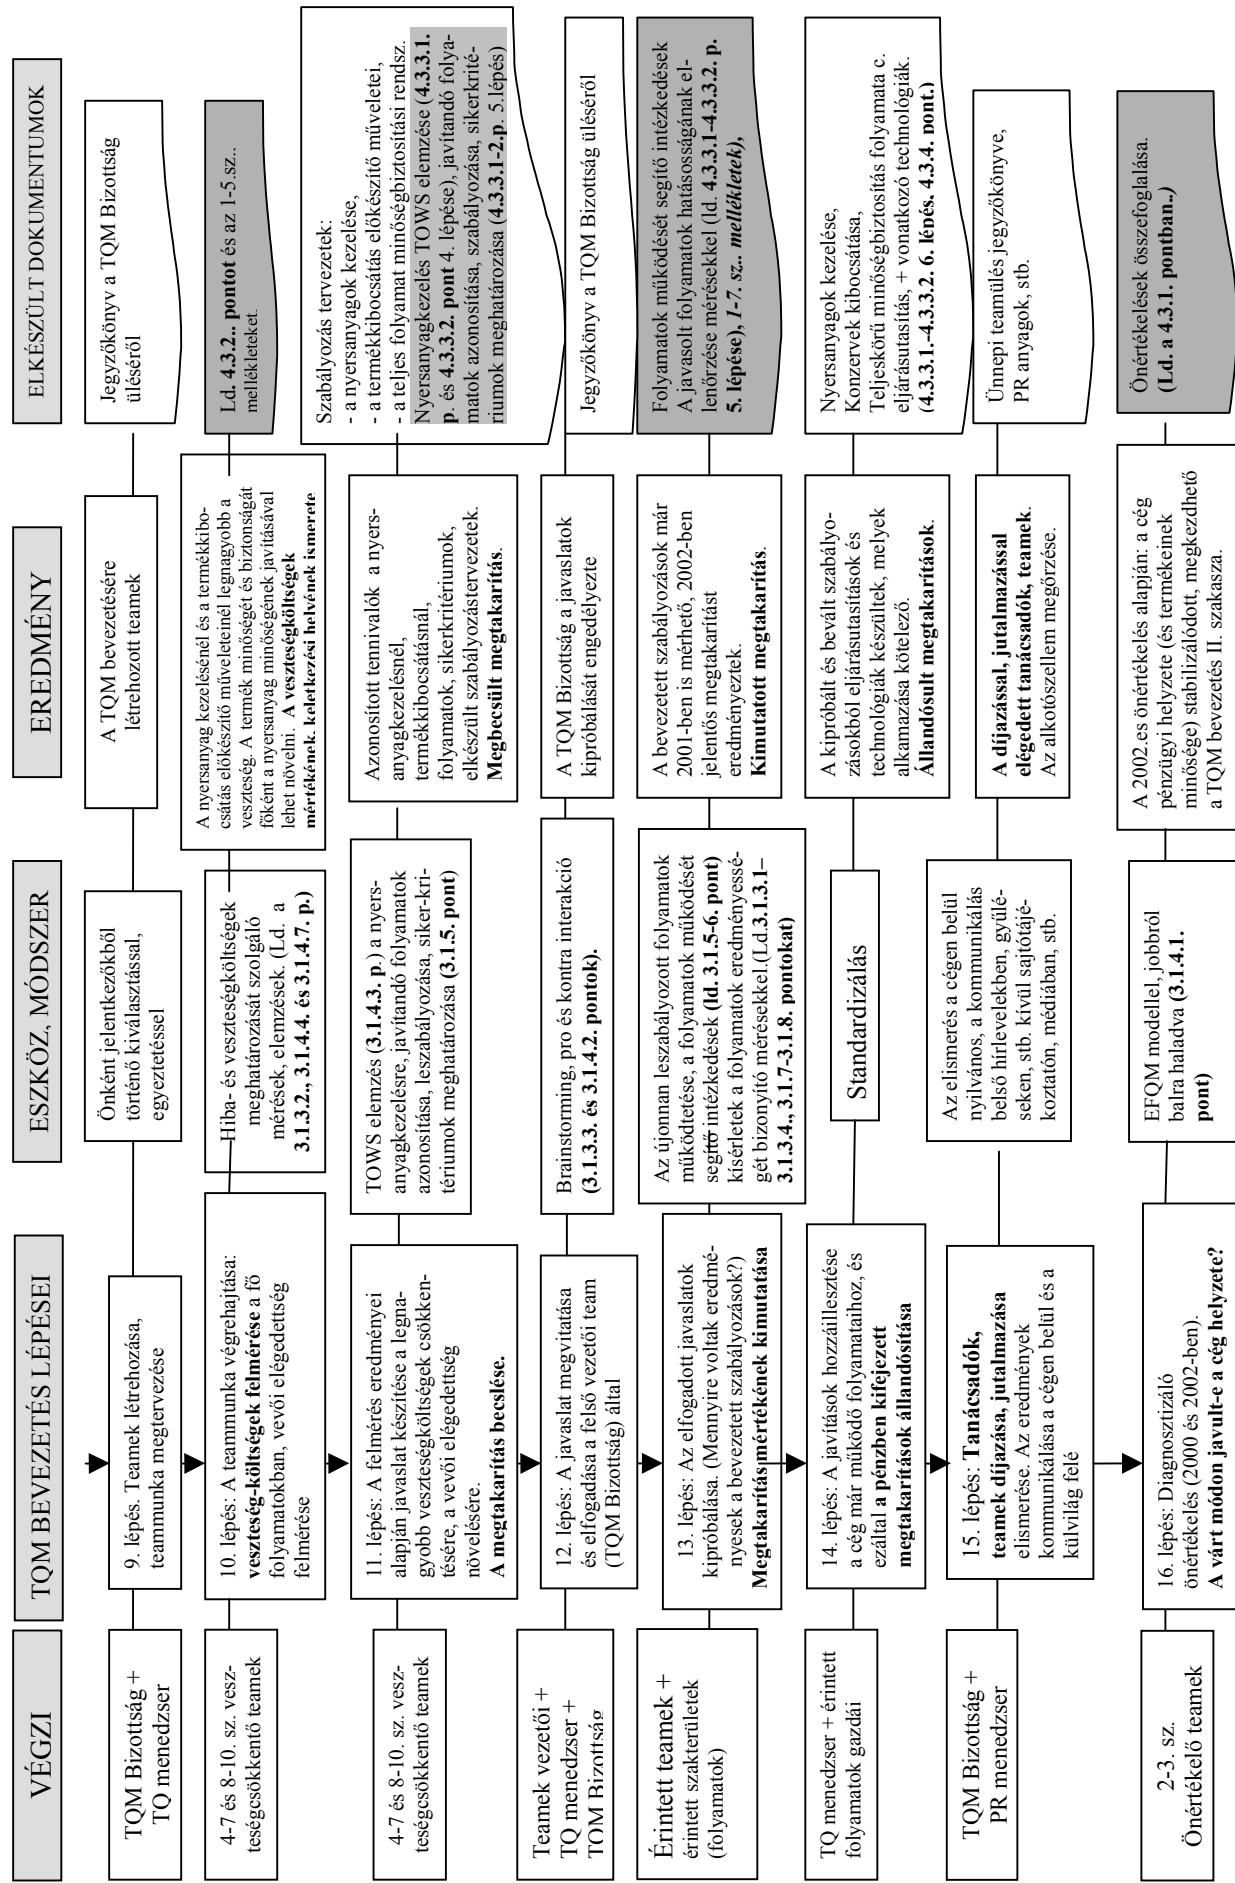 VÉGZI
TQM BEVEZETÉS LÉPÉSEI
ESZKÖZ, MÓDSZER
EREDMÉNY
ELKÉSZÜLT DOKUMENTUMOK
TQM Bizottság +
TQ menedzser
9. lépés. Teamek létrehozása,
teammunka megtervezése
Önként jelentkezőkből
történő kiválasztással,
egyeztetéssel
A TQM bevezetésére
létrehozott teamek
Jegyzőkönyv a TQM Bizottság
üléséről
4-7 és 8-10. sz. vesz-
teségcsökkentő teamek
10. lépés: A teammunka végrehajtása:
veszteség-költségek felmérése a fő
folyamatokban, vevői elégedettség
felmérése
Hiba- és veszteségköltségek
meghatározását szolgáló
mérések, elemzések. (Ld. a
3.1.3.2., 3.1.4.4. és 3.1.4.7. p.)
A nyersanyag kezelésénél és a termékkibo-
csátás előkészítő műveleteinél legnagyobb a
veszteség. A termék minőségét és biztonságát
főként a nyersanyag minőségének javításával
lehet növelni. A veszteségköltségek
mértékének, keletkezési helyének ismerete
Ld. 4.3.2.. pontot és az 1-5.sz..
mellékleteket.
4-7 és 8-10. sz. vesz-
teségcsökkentő teamek
11. lépés: A felmérés eredményei
alapján javaslat készítése a legna-
gyobb veszteségköltségek csökken-
tésére, a vevői elégedettség
növelésére.
A megtakarítás becslése.
TOWS elemzés (3.1.4.3. p.) a nyers-
anyagkezelésre, javítandó folyamatok
azonosítása, leszabályozása, siker-kri-
tériumok meghatározása (3.1.5. pont)
Azonosított tennivalók a nyers-
anyagkezelésnél,
termékkibocsátásnál,
folyamatok, sikerkritériumok,
elkészült szabályozástervezetek.
Megbecsült megtakarítás.
Szabályozás tervezetek:
- a nyersanyagok kezelése,
- a termékkibocsátás előkészítő műveletei,
- a teljes folyamat minőségbiztosítási rendsz.
Nyersanyagkezelés TOWS elemzése (4.3.3.1.
p. és 4.3.3.2. pont 4. lépése), javítandó folya-
matok azonosítása, szabályozása, sikerkrité-
riumok meghatározása (4.3.3.1-2.p. 5.lépés)
Teamek vezetői +
TQ menedzser +
TQM Bizottság
12. lépés: A javaslat megvitatása
és elfogadása a felső vezetői team
(TQM Bizottság) által
Brainstorming, pro és kontra interakció
(3.1.3.3. és 3.1.4.2. pontok).
A TQM Bizottság a javaslatok
kipróbálását engedélyezte
Jegyzőkönyv a TQM Bizottság üléséről
Érintett teamek +
érintett szakterületek
(folyamatok)
13. lépés: Az elfogadott javaslatok
kipróbálása. (Mennyire voltak eredmé-
nyesek a bevezetett szabályozások?)
Megtakarítás mértékének kimutatása
Az újonnan leszabályozott folyamatok
működtetése, a folyamatok működését
segítő intézkedések (ld. 3.1.5-6. pont)
kísérletek a folyamatok eredményessé-
gét bizonyító mérésekkel.(Ld.3.1.3.1–
3.1.3.4., 3.1.7-3.1.8. pontokat)
A bevezetett szabályozások már
2001-ben is mérhető, 2002-ben
jelentős megtakarítást
eredményeztek.
Kimutatott megtakarítás.
Folyamatok működését segítő intézkedések
A javasolt folyamatok hatásosságának el-
lenőrzése mérésekkel (ld. 4.3.3.1-4.3.3.2. p.
5. lépése), 1-7. sz.. mellékletek),
TQ menedzser + érintett
folyamatok gazdái
14. lépés: A javítások hozzáillesztése
a cég már működő folyamataihoz, és
ezáltal a pénzben kifejezett
megtakarítások állandósítása
Standardizálás
A kipróbált és bevált szabályo-
zásokból eljárásutasítások és
technológiák készültek, melyek
alkamazása kötelező.
Állandósult megtakarítások.
Nyersanyagok kezelése,
Konzervek kibocsátása,
Teljeskörű minőségbiztosítás folyamata c.
eljárásutasítás, + vonatkozó technológiák.
(4.3.3.1.-4.3.3.2. 6. lépés. 4.3.4. pont.)
TQM Bizottság +
PR menedzser
15. lépés: Tanácsadók,
teamek díjazása, jutalmazása
elismerése. Az eredmények
kommunikálása a cégen belül és a
külvilág felé
Az elismerés a cégen belül
nyilvános, a kommunikálás
belső hírlevelekben, gyűlé-
seken, stb. kívül sajtótájé-
koztatón, médiában, stb.
A díjazással, jutalmazással
elégedett tanácsadók, teamek.
Az alkotószellem megőrzése.
Ünnepi teamülés jegyzőkönyve,
PR anyagok, stb.
2-3. sz.
Önértékelő teamek
16. lépés: Diagnosztizáló
önértékelés (2000 és 2002-ben).
A várt módon javult-e a cég helyzete?
EFQM modellel, jobbról
balra haladva (3.1.4.1.
pont)
A 2002.es önértékelés alapján: a cég
pénzügyi helyzete (és termékeinek
minősége) stabilizálódott, megkezdhető
a TQM bevezetés II. szakasza.
Önértékelések összefoglalása.
(Ld. a 4.3.1. pontban.,)